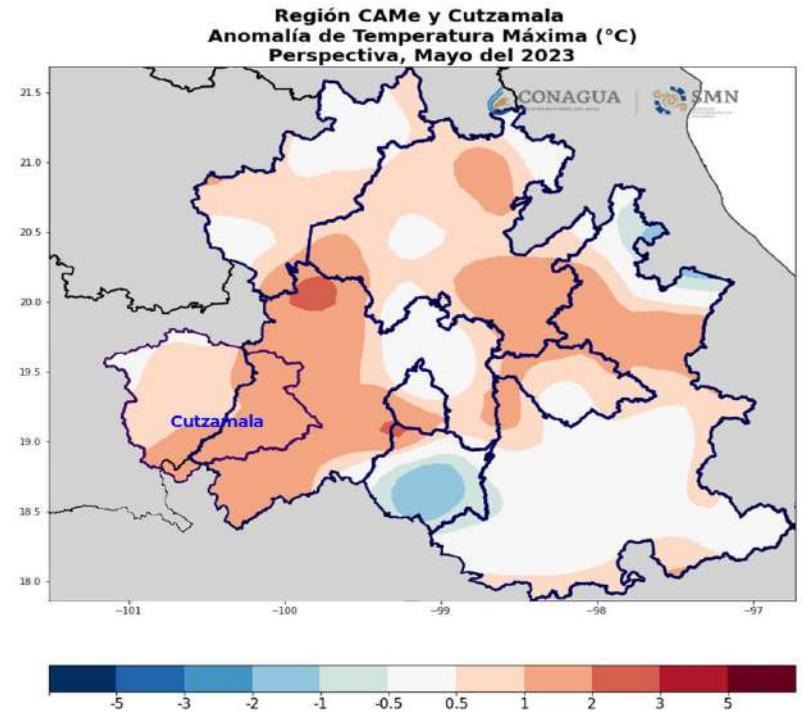 Región CAMe y Cutzamala
Anomalía de Temperatura Máxima (°C)
Perspectiva, Mayo del 2023
CONAGUA
SMN
21.5
21.0
20.5
20.0
19.5
19.0
18.5
18.0
Cutzamala
−101 −100 −99 −98 −97
-5 -3 -2 -1 -0.5 0.5 1 2 3 5